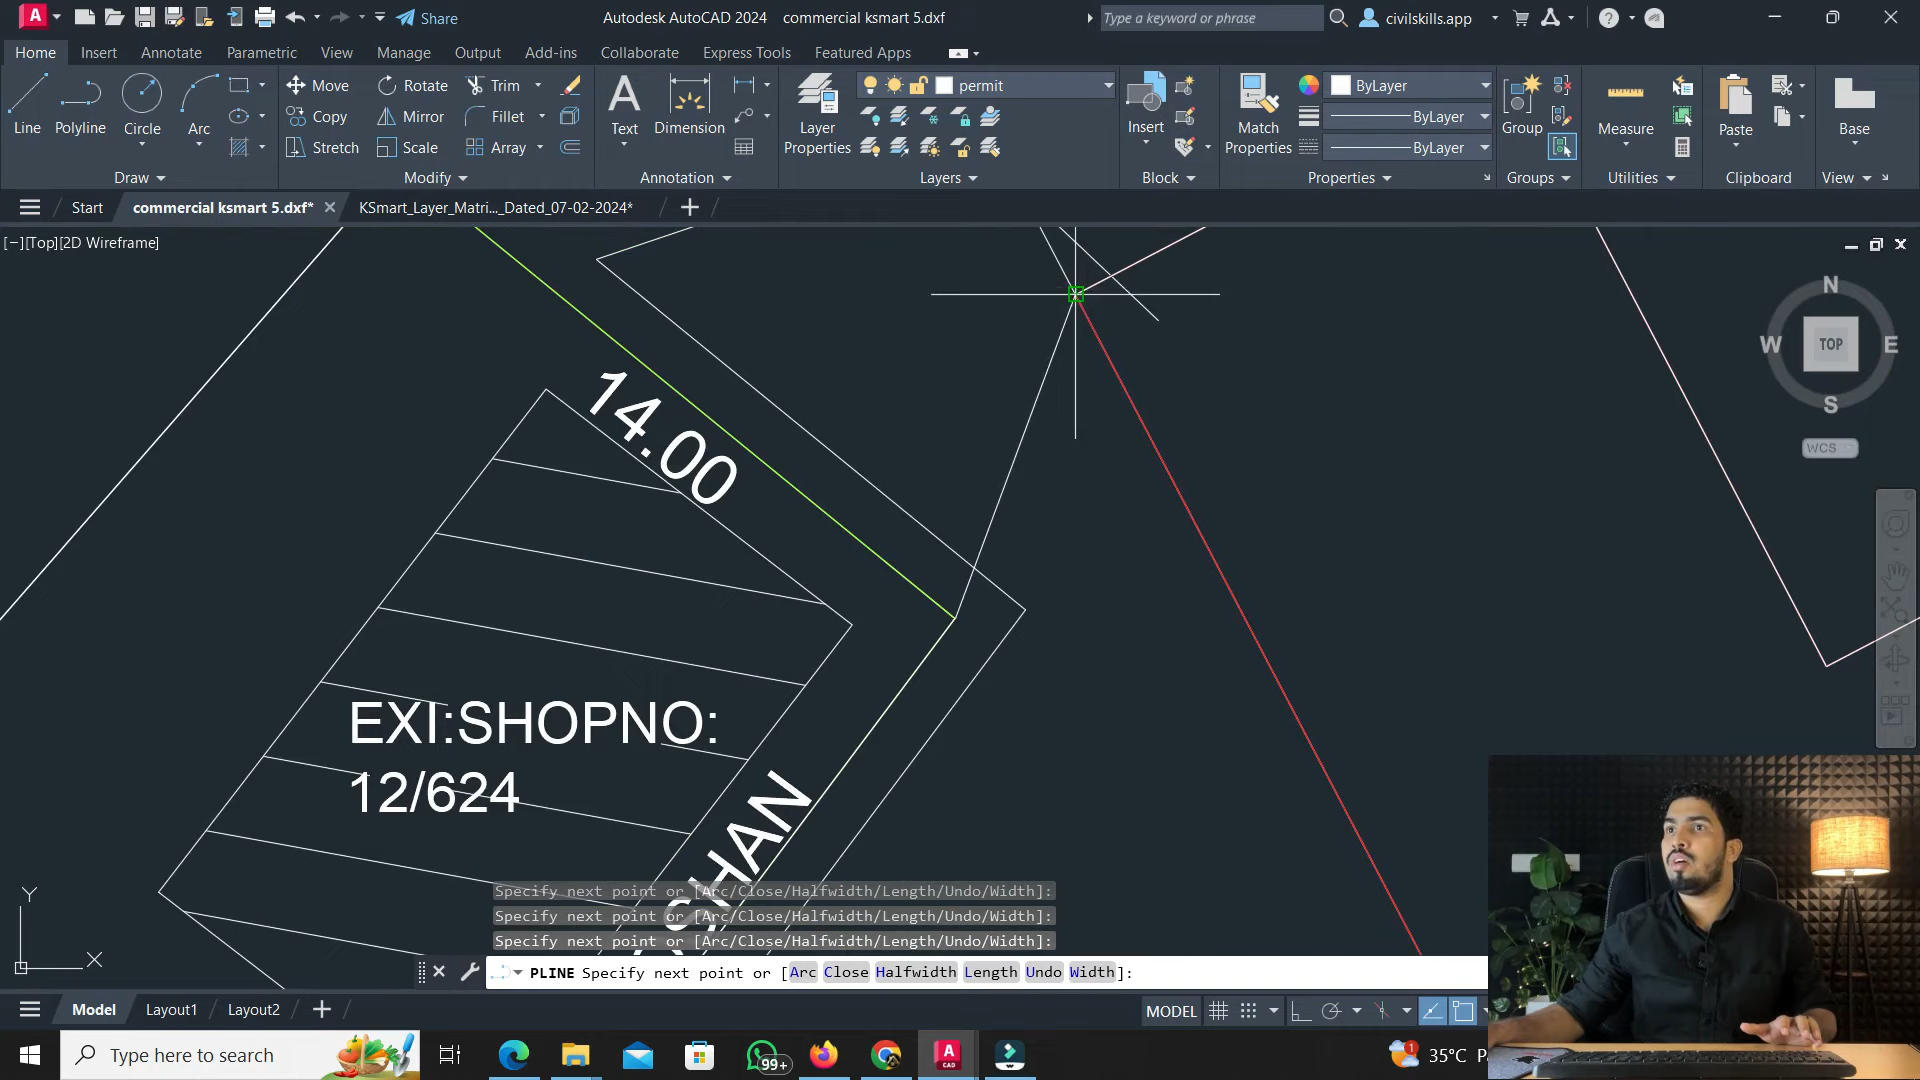 Share
Autodesk AutoCAD 2024 commercial ksmart 5.dxf
Type a keyword or phrase
civilskills.app
Home Insert Annotate Parametric View Manage Output Add-ins Collaborate Express Tools Featured Apps
Line Polyline Circle Arc
Move Rotate Trim
Copy Mirror Fillet
Stretch Scale Array
Text Dimension
Layer Properties
permit
Insert
Match Properties
ByLayer
ByLayer
ByLayer
Group
Measure
Paste
Base
Draw Modify Annotation Layers Block Properties Groups Utilities Clipboard View
Start commercial ksmart 5.dxf* KSmart_Layer_Matri..._Dated_07-02-2024*
[−][Top][2D Wireframe]
N
W TOP E
S
WCS
14.00
EXI:SHOPNO:
12/624
SHAN
Y
X
Specify next point or [Arc/Close/Halfwidth/Length/Undo/Width]:
Specify next point or [Arc/Close/Halfwidth/Length/Undo/Width]:
Specify next point or [Arc/Close/Halfwidth/Length/Undo/Width]:
PLINE Specify next point or [Arc Close Halfwidth Length Undo Width]:
Model Layout1 Layout2
MODEL
Type here to search
99+
CAD
1
35°C